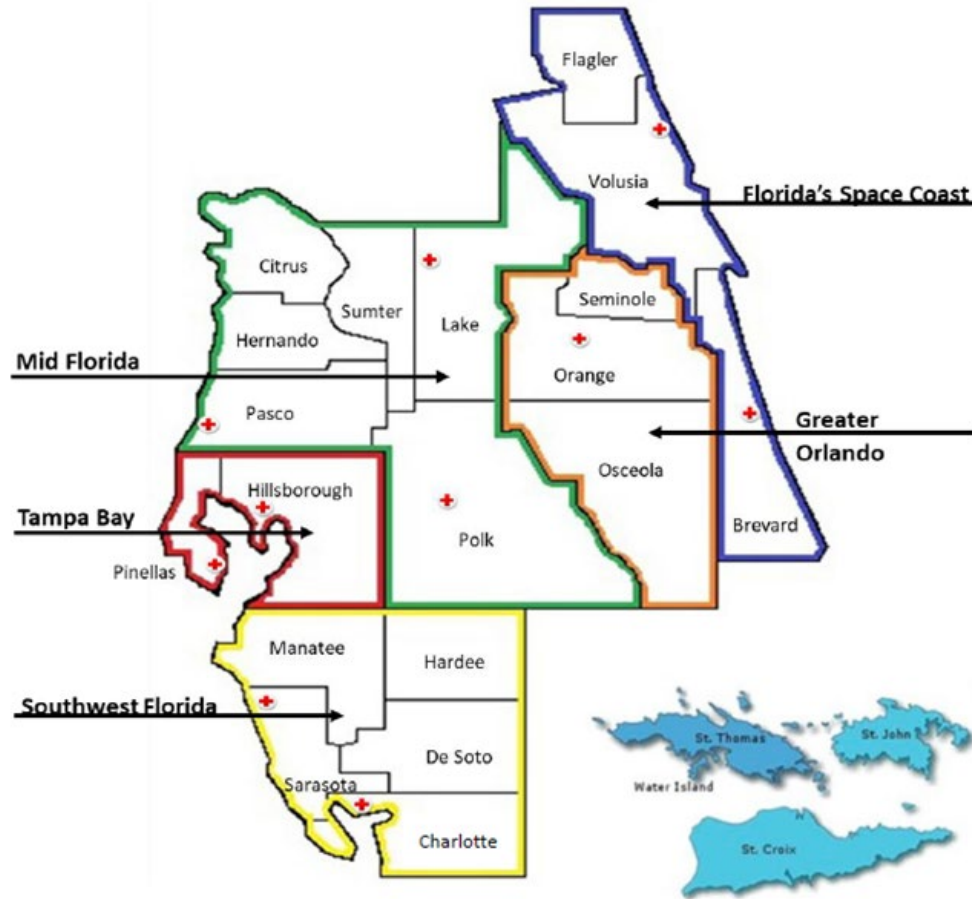 Flagler
Volusia
Florida's Space Coast
Citrus
Sumter
Lake
Seminole
Hernando
Orange
Mid Florida
Pasco
Greater
Orlando
Osceola
Hillsborough
Tampa Bay
Polk
Brevard
Pinellas
Manatee
Hardee
Southwest Florida
De Soto
Sarasota
Charlotte
St. Thomas
St. John
Water Island
St. Croix